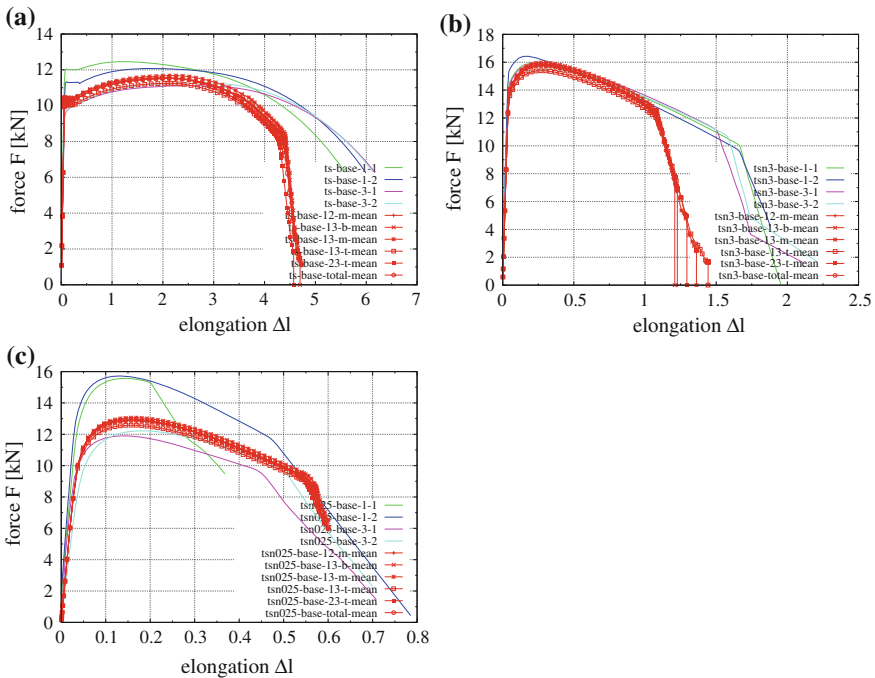 (a)
14
12
10
8
6
4
2
0
0 1 2 3 4 5 6 7
force F [kN]
elongation Δl
ts-base-1-1
ts-base-1-2
ts-base-3-1
ts-base-3-2
ts-base-12-m-mean
ts-base-13-b-mean
ts-base-13-m-mean
ts-base-13-t-mean
ts-base-23-t-mean
ts-base-total-mean
(b)
18
16
14
12
10
8
6
4
2
0
0 0.5 1 1.5 2 2.5
force F [kN]
elongation Δl
tsn3-base-1-1
tsn3-base-1-2
tsn3-base-3-1
tsn3-base-3-2
tsn3-base-12-m-mean
tsn3-base-13-b-mean
tsn3-base-13-m-mean
tsn3-base-13-t-mean
tsn3-base-23-t-mean
tsn3-base-total-mean
(c)
16
14
12
10
8
6
4
2
0
0 0.1 0.2 0.3 0.4 0.5 0.6 0.7 0.8
force F [kN]
elongation Δl
tsn025-base-1-1
tsn025-base-1-2
tsn025-base-3-1
tsn025-base-3-2
tsn025-base-12-m-mean
tsn025-base-13-b-mean
tsn025-base-13-m-mean
tsn025-base-13-t-mean
tsn025-base-23-t-mean
tsn025-base-total-mean